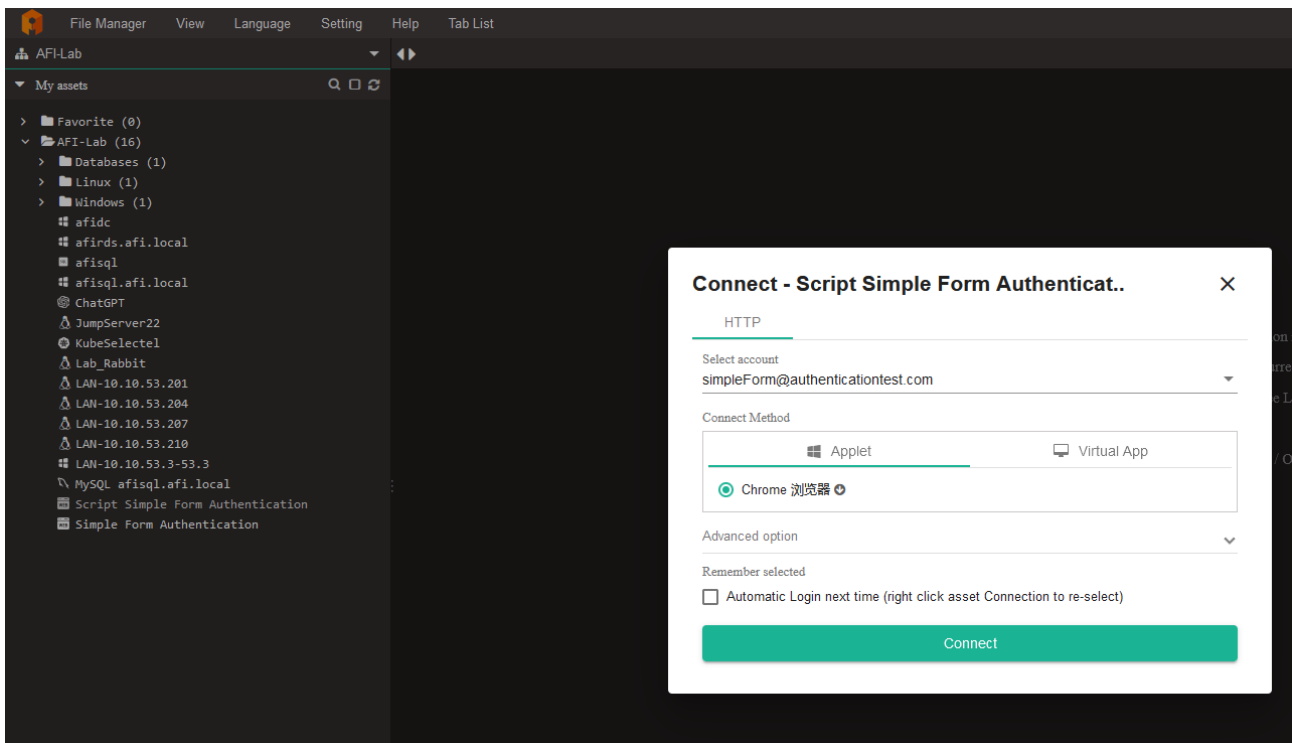 File Manager View Language Setting Help Tab List
AFI-Lab
My assets
Favorite (0)
AFI-Lab (16)
Databases (1)
Linux (1)
Windows (1)
afidc
afirds.afi.local
afisql
afisql.afi.local
ChatGPT
JumpServer22
KubeSelectel
Lab_Rabbit
LAN-10.10.53.201
LAN-10.10.53.204
LAN-10.10.53.207
LAN-10.10.53.210
LAN-10.10.53.3-53.3
MySQL afisql.afi.local
Script Simple Form Authentication
Simple Form Authentication
Connect - Script Simple Form Authenticat..
HTTP
Select account
simpleForm@authenticationtest.com
Connect Method
Applet Virtual App
Chrome 浏览器
Advanced option
Remember selected
Automatic Login next time (right click asset Connection to re-select)
Connect